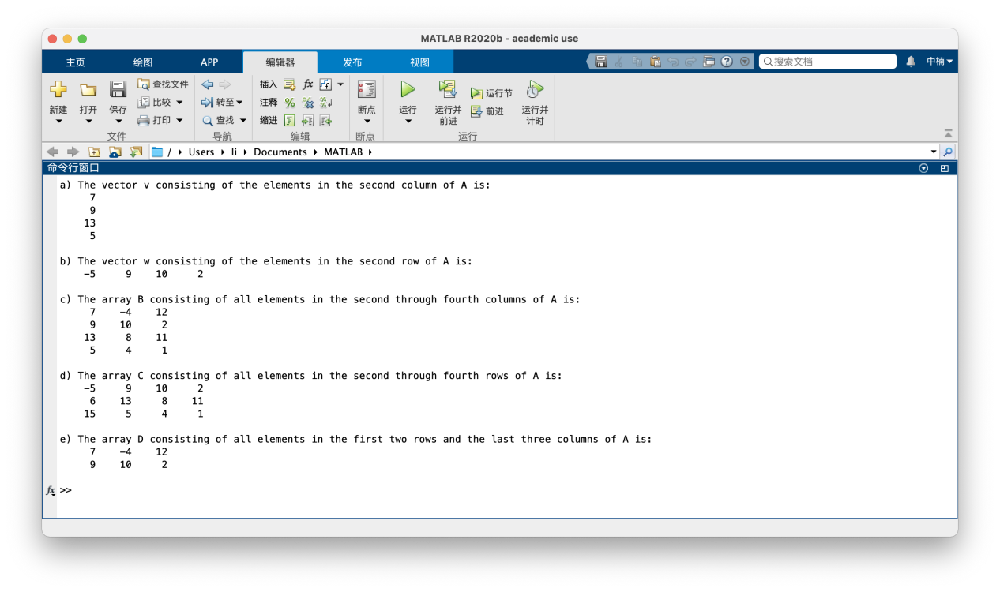 MATLAB R2020b - academic use
主页 绘图 APP 编辑器 发布 视图 搜索文档 中楠
新建 打开 保存 查找文件 比较 打印 转至 查找 插入 fx 注释 缩进 断点 运行 运行并前进 运行节 前进 运行并计时
文件 导航 编辑 断点 运行
/ Users li Documents MATLAB
命令行窗口
a) The vector v consisting of the elements in the second column of A is:
7
9
13
5
b) The vector w consisting of the elements in the second row of A is:
-5 9 10 2
c) The array B consisting of all elements in the second through fourth columns of A is:
7 -4 12
9 10 2
13 8 11
5 4 1
d) The array C consisting of all elements in the second through fourth rows of A is:
-5 9 10 2
6 13 8 11
15 5 4 1
e) The array D consisting of all elements in the first two rows and the last three columns of A is:
7 -4 12
9 10 2
fx >>